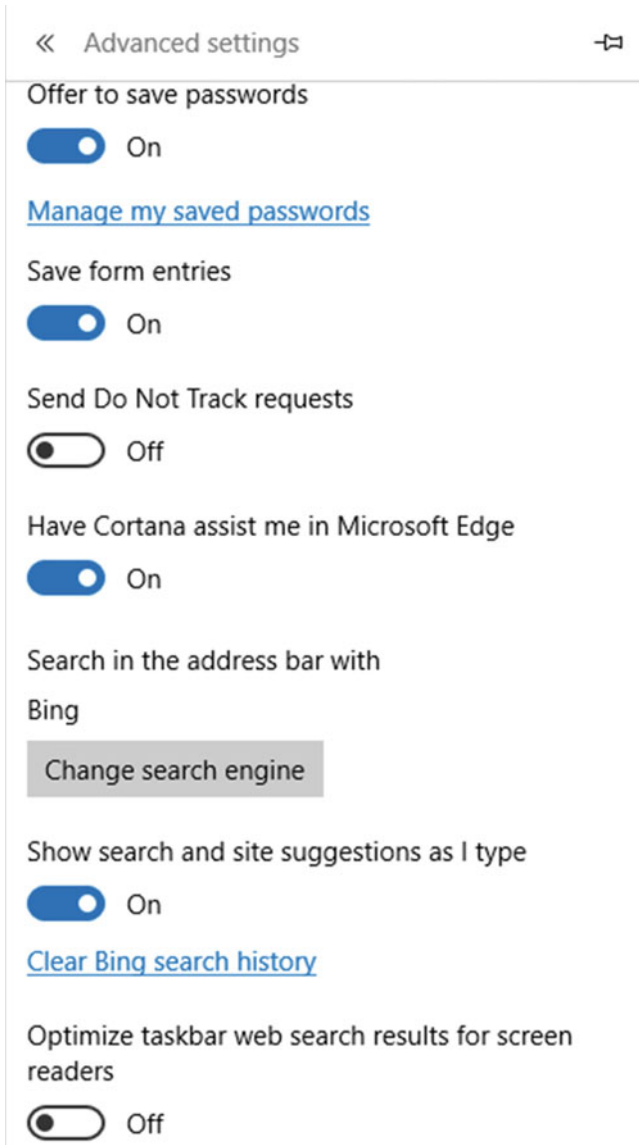 Advanced settings
Offer to save passwords
On
Manage my saved passwords
Save form entries
On
Send Do Not Track requests
Off
Have Cortana assist me in Microsoft Edge
On
Search in the address bar with
Bing
Change search engine
Show search and site suggestions as I type
On
Clear Bing search history
Optimize taskbar web search results for screen
readers
Off